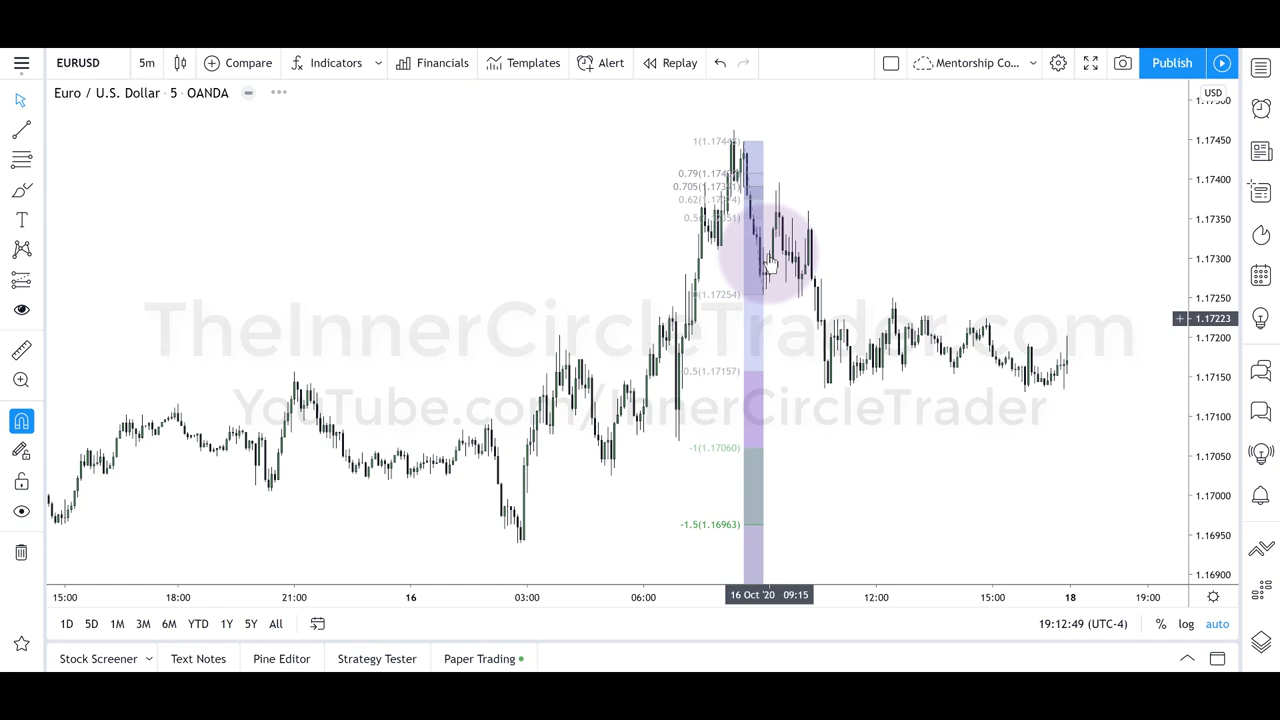 EURUSD 5m Compare Indicators Financials Templates Alert Replay Mentorship Co... Publish
Euro / U.S. Dollar · 5 · OANDA
USD
1.17450
1.17400
1.17350
1.17300
1.17250
1.17223
1.17200
1.17150
1.17100
1.17050
1.17000
1.16950
1.16900
0.5(1.17157)
-1(1.17060)
-1.5(1.16963)
TheInnerCircleTrader.com
YouTube.com/InnerCircleTrader
15:00 18:00 21:00 16 03:00 06:00 16 Oct '20 09:15 12:00 15:00 18 19:00
1D 5D 1M 3M 6M YTD 1Y 5Y All 19:12:49 (UTC-4) % log auto
Stock Screener Text Notes Pine Editor Strategy Tester Paper Trading